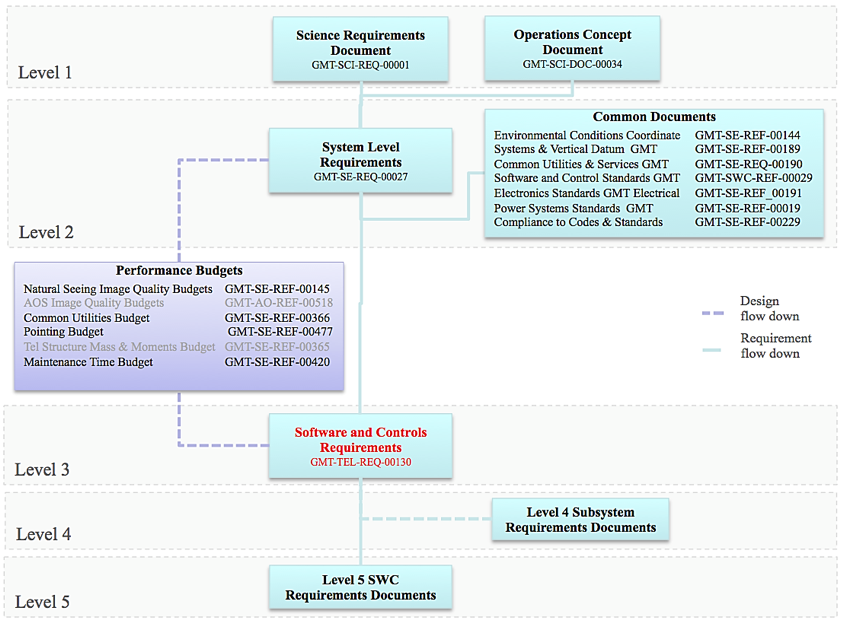 Science Requirements
Document
GMT-SCI-REQ-00001
Operations Concept
Document
GMT-SCI-DOC-00034
Level 1
System Level
Requirements
GMT-SE-REQ-00027
Common Documents
Environmental Conditions Coordinate GMT-SE-REF-00144
Systems & Vertical Datum GMT GMT-SE-REF-00189
Common Utilities & Services GMT GMT-SE-REQ-00190
Software and Control Standards GMT GMT-SWC-REF-00029
Electronics Standards GMT Electrical GMT-SE-REF_00191
Power Systems Standards GMT GMT-SE-REF-00019
Compliance to Codes & Standards GMT-SE-REF-00229
Level 2
Performance Budgets
Natural Seeing Image Quality Budgets GMT-SE-REF-00145
AOS Image Quality Budgets GMT-AO-REF-00518
Common Utilities Budget GMT-SE-REF-00366
Pointing Budget GMT-SE-REF-00477
Tel Structure Mass & Moments Budget GMT-SE-REF-00365
Maintenance Time Budget GMT-SE-REF-00420
Design
flow down
Requirement
flow down
Software and Controls
Requirements
GMT-TEL-REQ-00130
Level 3
Level 4 Subsystem
Requirements Documents
Level 4
Level 5 SWC
Requirements Documents
Level 5